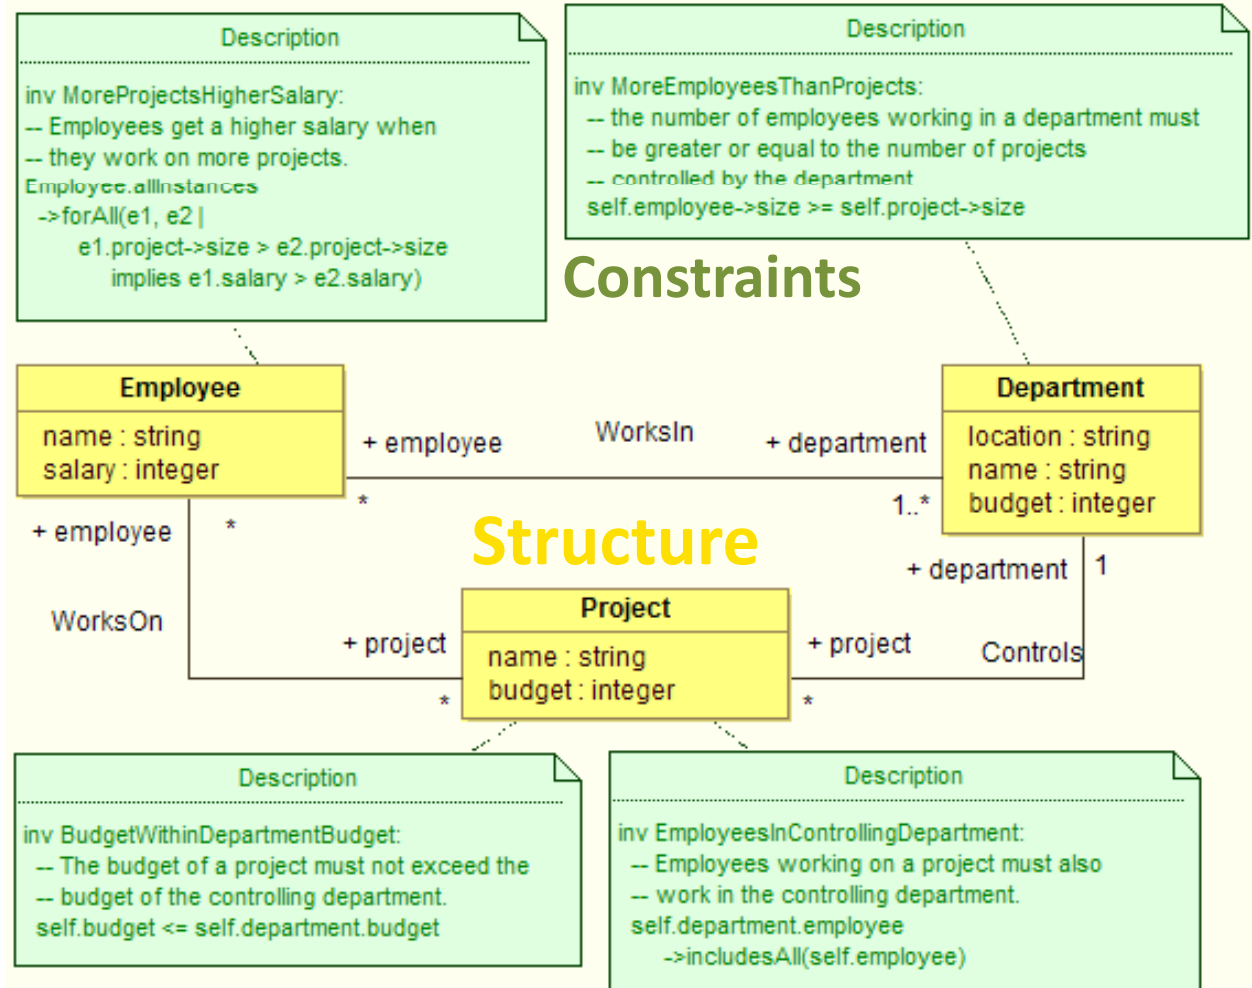 Description
inv MoreProjectsHigherSalary:
-- Employees get a higher salary when
-- they work on more projects.
Employee.allInstances
->forAll(e1, e2 |
e1.project->size > e2.project->size
implies e1.salary > e2.salary)
Description
inv MoreEmployeesThanProjects:
-- the number of employees working in a department must
-- be greater or equal to the number of projects
-- controlled by the department
self.employee->size >= self.project->size
Constraints
Employee
name : string
salary : integer
+ employee
WorksIn
+ department
*
1..*
Department
location : string
name : string
budget : integer
+ employee
*
Structure
+ department
1
WorksOn
+ project
*
Project
name : string
budget : integer
+ project
*
Controls
Description
inv BudgetWithinDepartmentBudget:
-- The budget of a project must not exceed the
-- budget of the controlling department.
self.budget <= self.department.budget
Description
inv EmployeesInControllingDepartment:
-- Employees working on a project must also
-- work in the controlling department.
self.department.employee
->includesAll(self.employee)